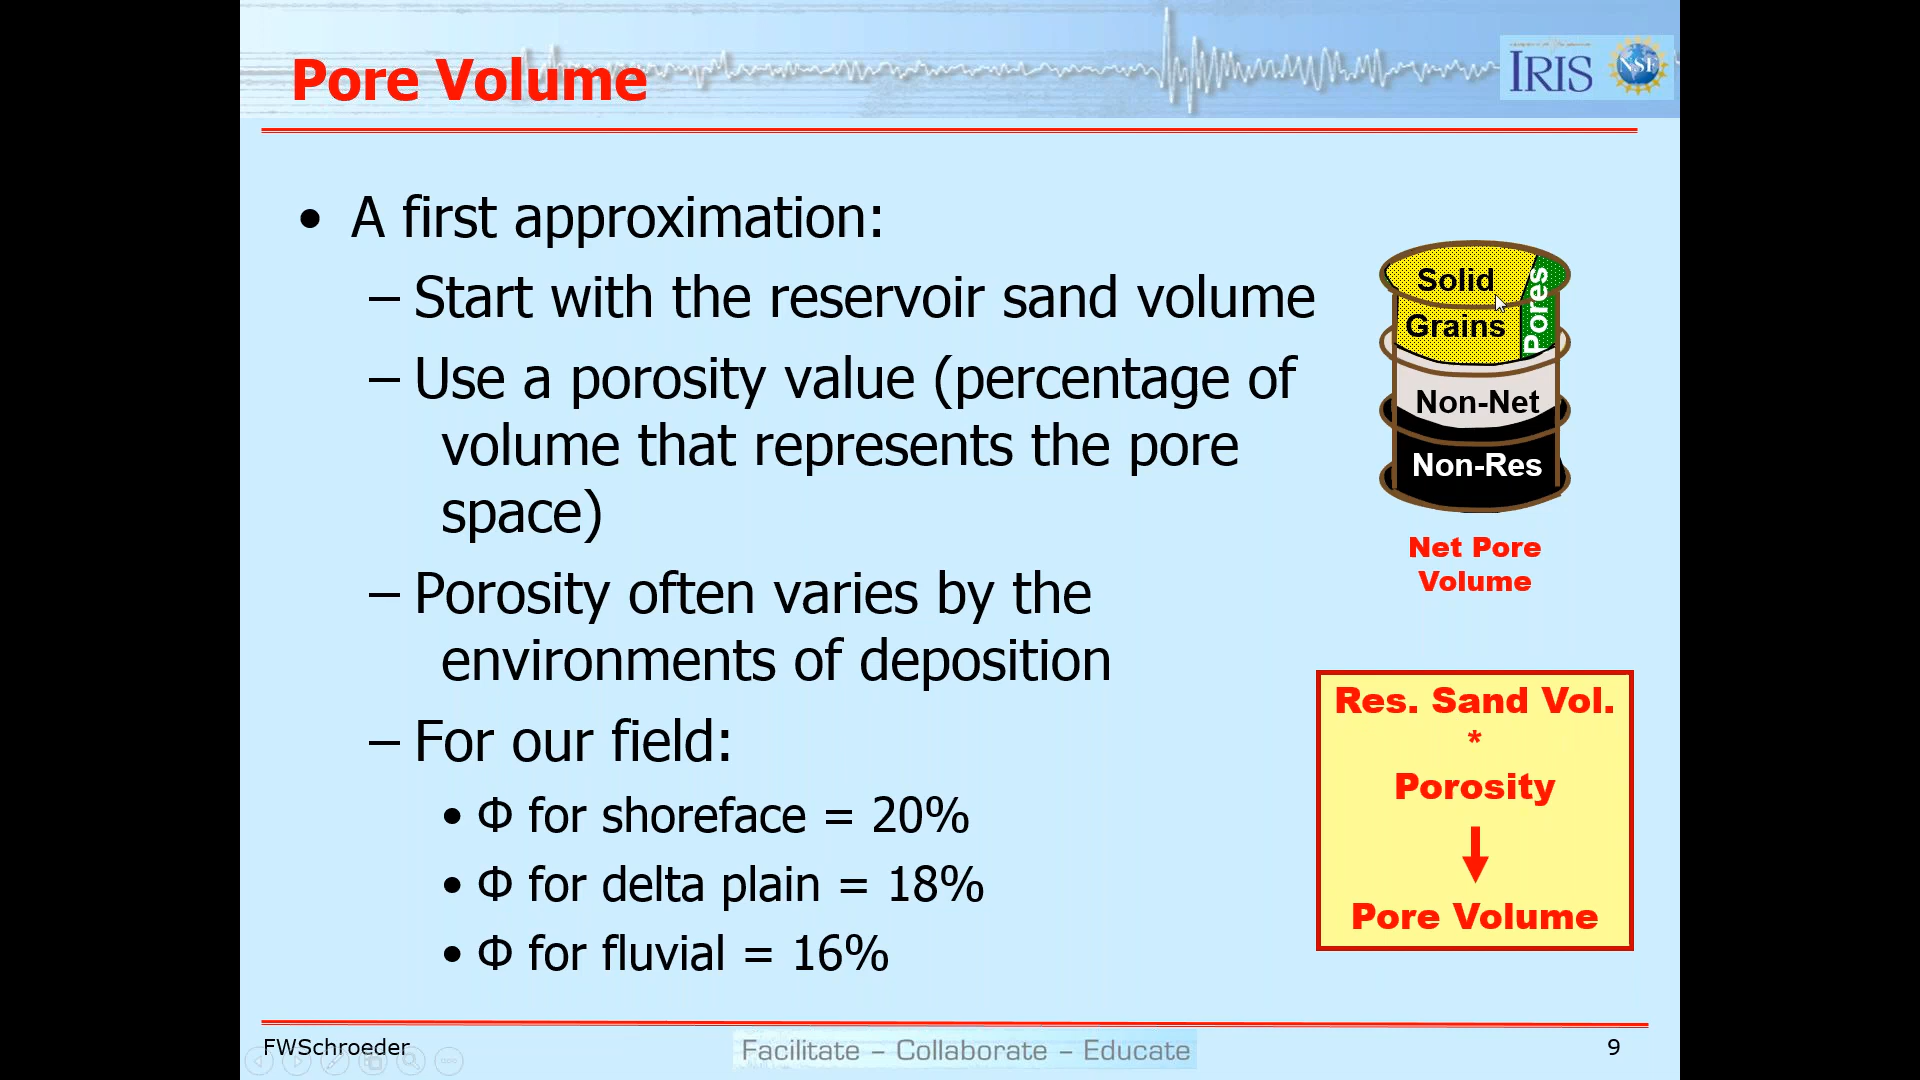 Pore Volume
IRIS
NSF
• A first approximation:
– Start with the reservoir sand volume
– Use a porosity value (percentage of
volume that represents the pore
space)
– Porosity often varies by the
environments of deposition
– For our field:
• Φ for shoreface = 20%
• Φ for delta plain = 18%
• Φ for fluvial = 16%
Solid
Grains
Pores
Non-Net
Non-Res
Net Pore
Volume
Res. Sand Vol.
*
Porosity
Pore Volume
FWSchroeder
Facilitate – Collaborate – Educate
9